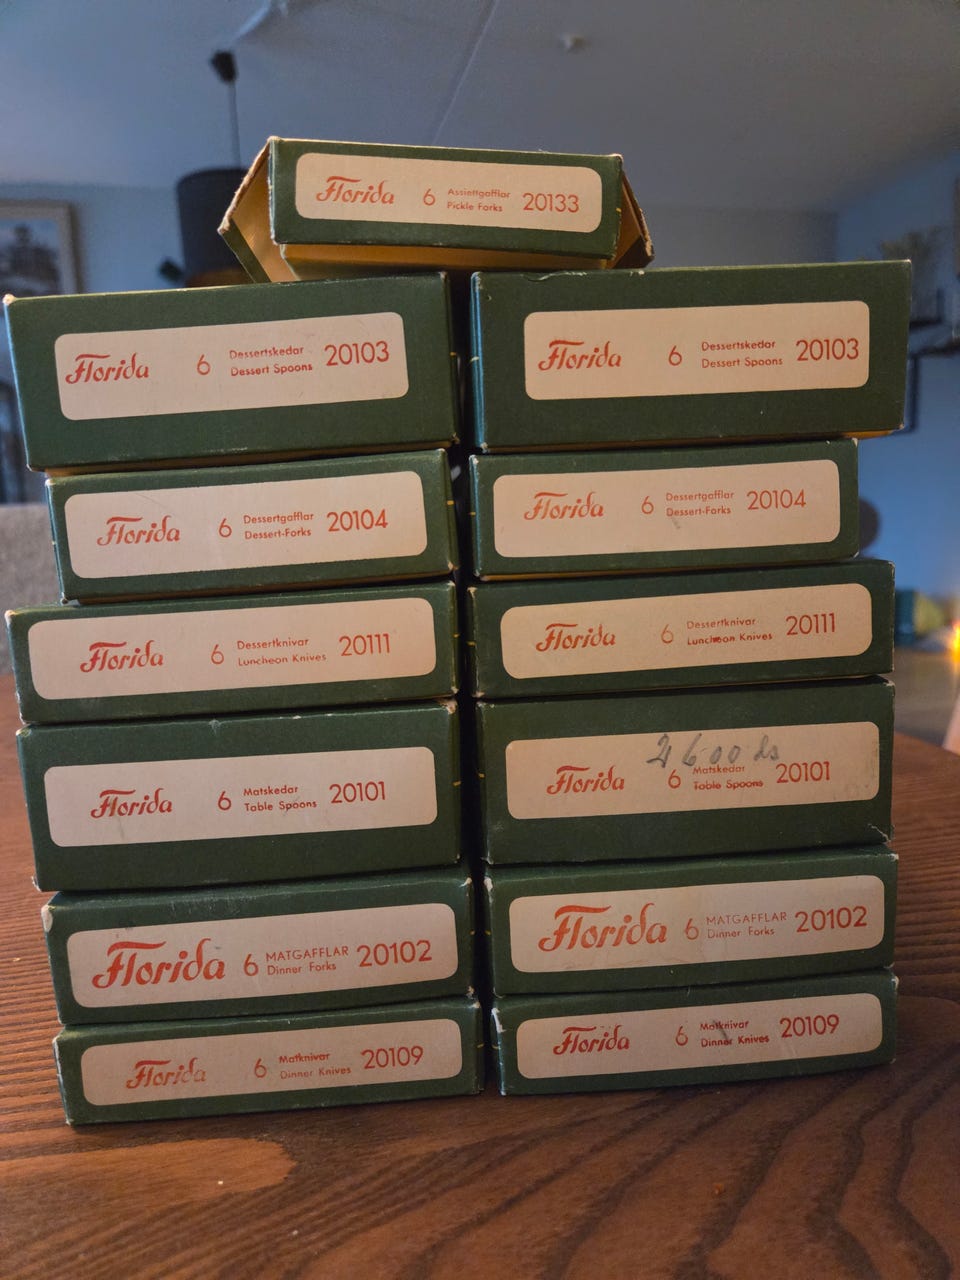 Florida 6 Assiettgafflar 20133
Pickle Forks
Florida 6 Dessertskedar 20103
Dessert Spoons
Florida 6 Dessertskedar 20103
Dessert Spoons
Florida 6 Dessertgafflar 20104
Dessert-Forks
Florida 6 Dessertgafflar 20104
Dessert-Forks
Florida 6 Dessertknivar 20111
Luncheon Knives
Florida 6 Dessertknivar 20111
Luncheon Knives
Florida 6 Matskedar 20101
Table Spoons
4600
Florida 6 Matskedar 20101
Table Spoons
Florida 6 MATGAFFLAR 20102
Dinner Forks
Florida 6 MATGAFFLAR 20102
Dinner Forks
Florida 6 Matknivar 20109
Dinner Knives
Florida 6 Matknivar 20109
Dinner Knives